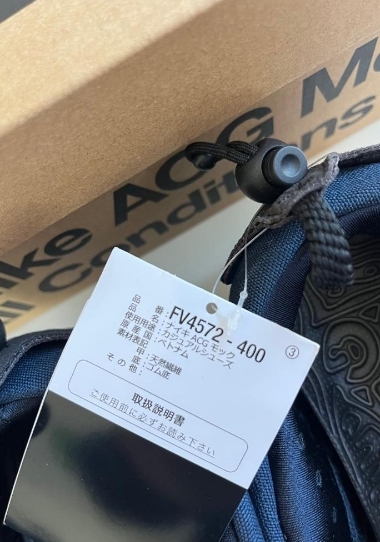 Nike ACG Mo
All Conditions
品番:FV4572-400
品名:ナイキ ACG モック
使用用途:カジュアルシューズ
原産国:ベトナム
素材表記
甲:天然繊維
底:ゴム底
その他:
③
取扱説明書
ご使用前に必ずお読み下さい